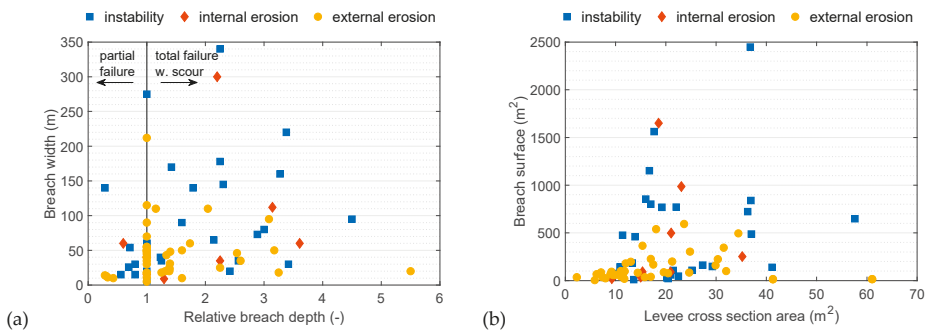 instability internal erosion external erosion
(a)
Breach width (m)
350
300
250
200
150
100
50
0
partial failure
total failure w. scour
0 1 2 3 4 5 6
Relative breach depth (-)
instability internal erosion external erosion
(b)
Breach surface (m²)
2500
2000
1500
1000
500
0
0 10 20 30 40 50 60 70
Levee cross section area (m²)